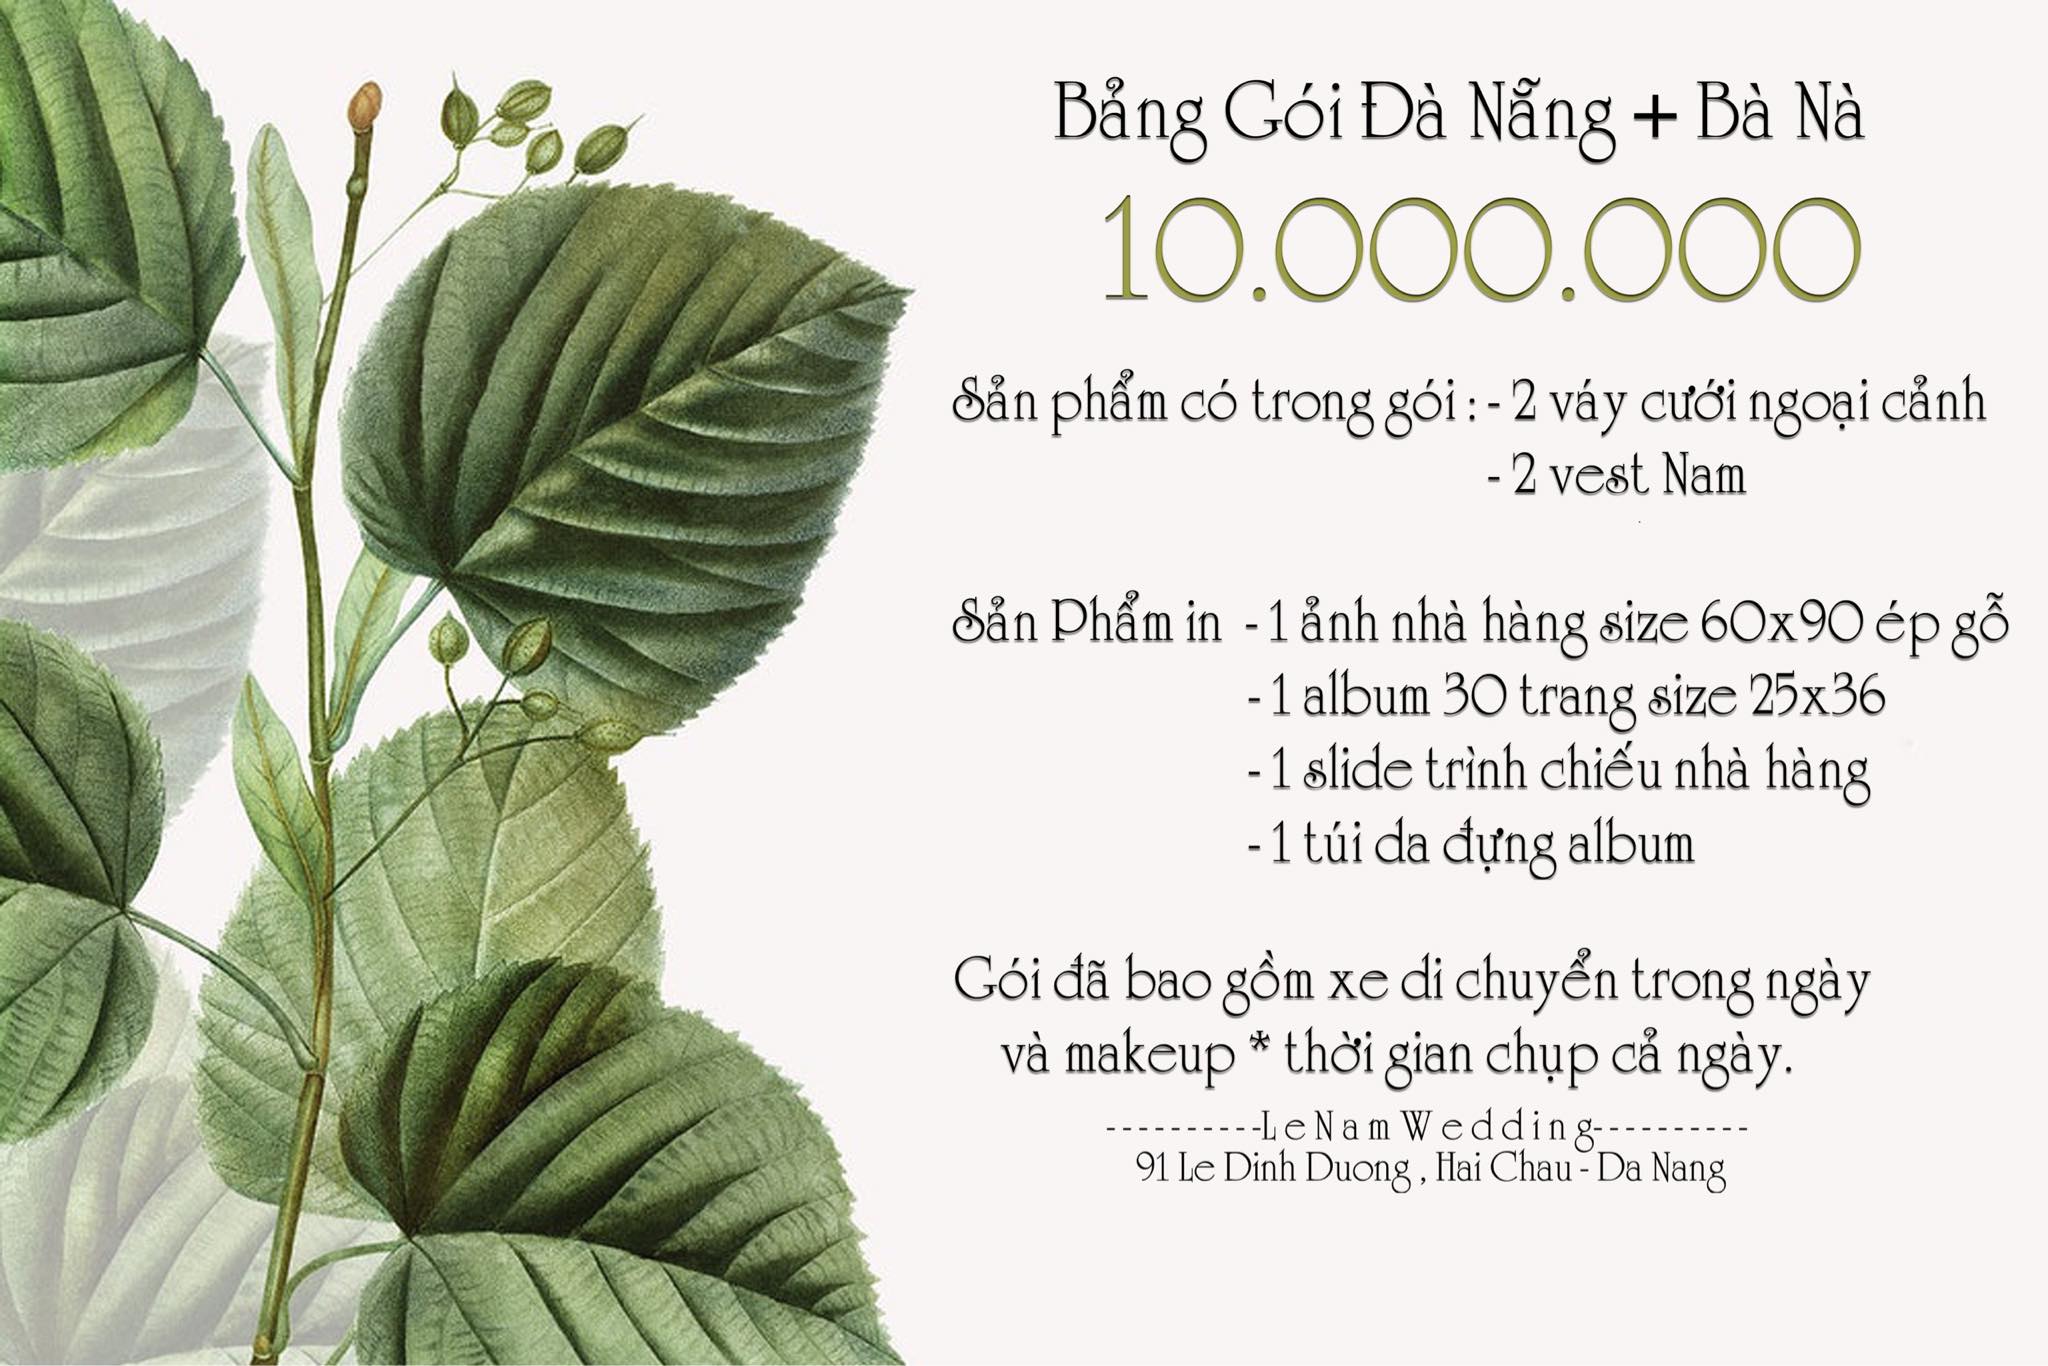 Bảng Gói Đà Nẵng + Bà Nà
10.000.000
Sản phẩm có trong gói : - 2 váy cưới ngoại cảnh
- 2 vest Nam
Sản Phẩm in - 1 ảnh nhà hàng size 60x90 ép gỗ
- 1 album 30 trang size 25x36
- 1 slide trình chiếu nhà hàng
- 1 túi da đựng album
Gói đã bao gồm xe di chuyển trong ngày
và makeup * thời gian chụp cả ngày.
----------Le Nam Wedding----------
91 Le Dinh Duong , Hai Chau - Da Nang